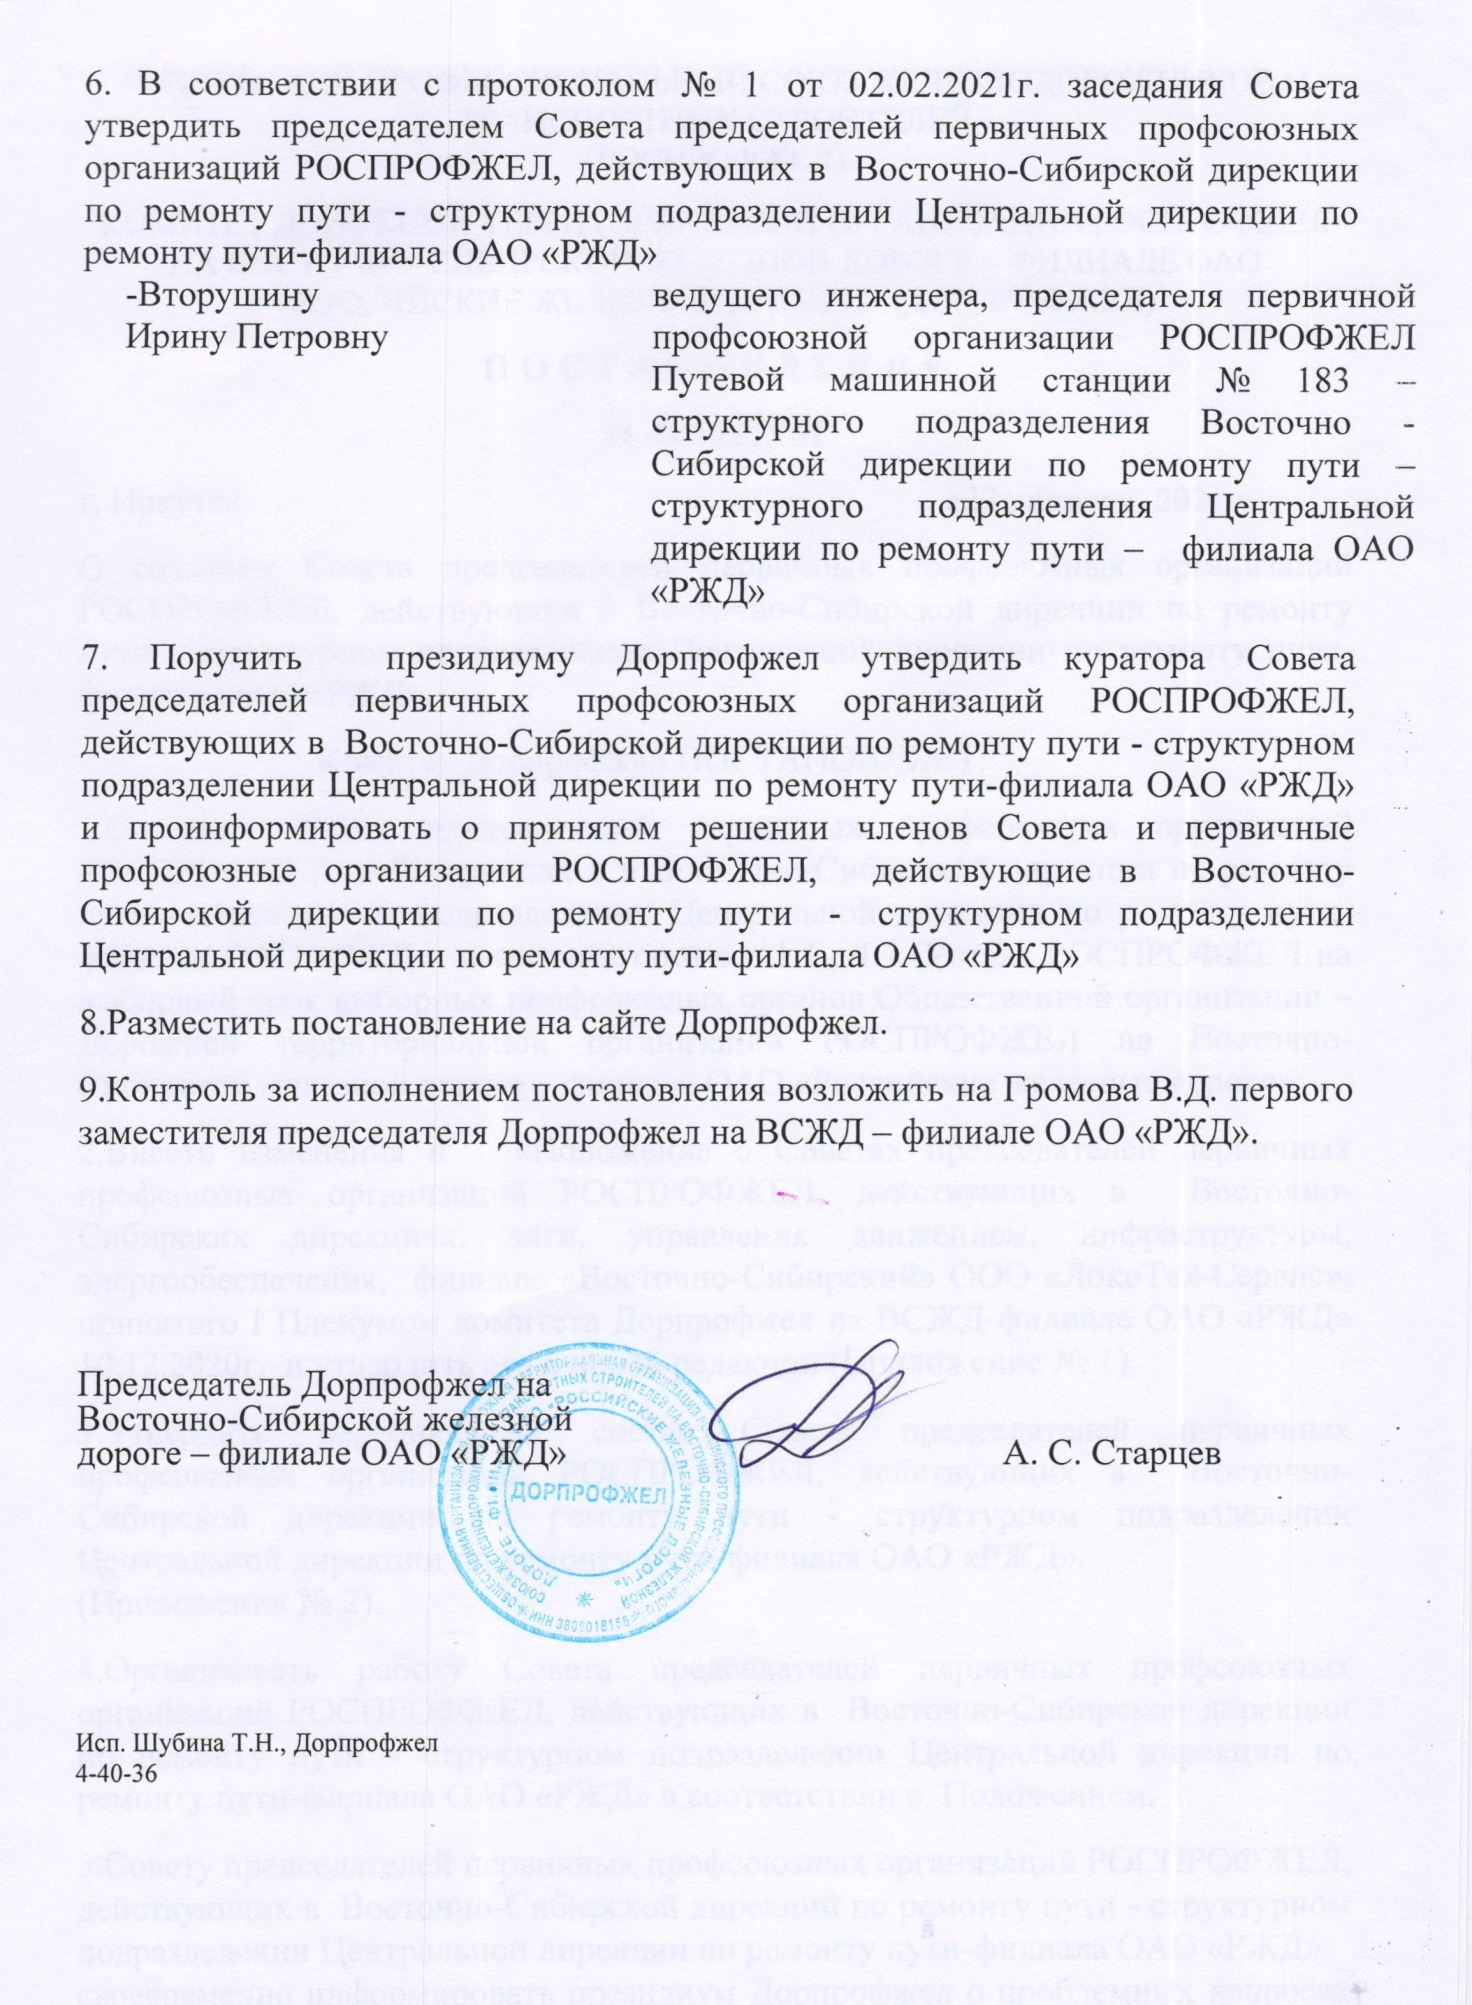 6. В соответствии с протоколом № 1 от 02.02.2021г. заседания Совета
утвердить председателем Совета председателей первичных профсоюзных
организаций РОСПРОФЖЕЛ, действующих в Восточно-Сибирской дирекции
по ремонту пути - структурном подразделении Центральной дирекции по
ремонту пути-филиала ОАО «РЖД»
-Вторушину
Ирину Петровну
ведущего инженера, председателя первичной
профсоюзной организации РОСПРОФЖЕЛ
Путевой машинной станции № 183 –
структурного подразделения Восточно -
Сибирской дирекции по ремонту пути –
структурного подразделения Центральной
дирекции по ремонту пути – филиала ОАО
«РЖД»
7. Поручить президиуму Дорпрофжел утвердить куратора Совета
председателей первичных профсоюзных организаций РОСПРОФЖЕЛ,
действующих в Восточно-Сибирской дирекции по ремонту пути - структурном
подразделении Центральной дирекции по ремонту пути-филиала ОАО «РЖД»
и проинформировать о принятом решении членов Совета и первичные
профсоюзные организации РОСПРОФЖЕЛ, действующие в Восточно-
Сибирской дирекции по ремонту пути - структурном подразделении
Центральной дирекции по ремонту пути-филиала ОАО «РЖД»
8.Разместить постановление на сайте Дорпрофжел.
9.Контроль за исполнением постановления возложить на Громова В.Д. первого
заместителя председателя Дорпрофжел на ВСЖД – филиале ОАО «РЖД».
Председатель Дорпрофжел на
Восточно-Сибирской железной
дороге – филиале ОАО «РЖД»
А. С. Старцев
ДОРПРОФЖЕЛ
Исп. Шубина Т.Н., Дорпрофжел
4-40-36